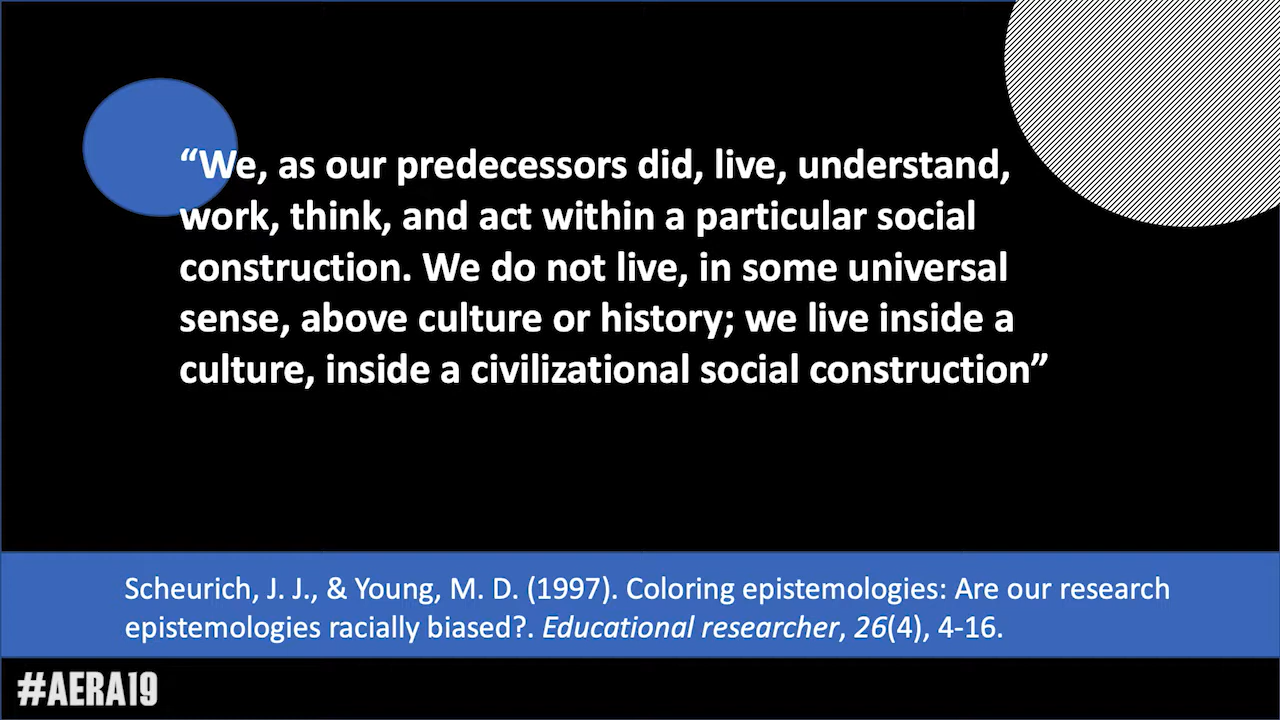 “We, as our predecessors did, live, understand,
work, think, and act within a particular social
construction. We do not live, in some universal
sense, above culture or history; we live inside a
culture, inside a civilizational social construction”
Scheurich, J. J., & Young, M. D. (1997). Coloring epistemologies: Are our research
epistemologies racially biased?. Educational researcher, 26(4), 4-16.
#AERA19